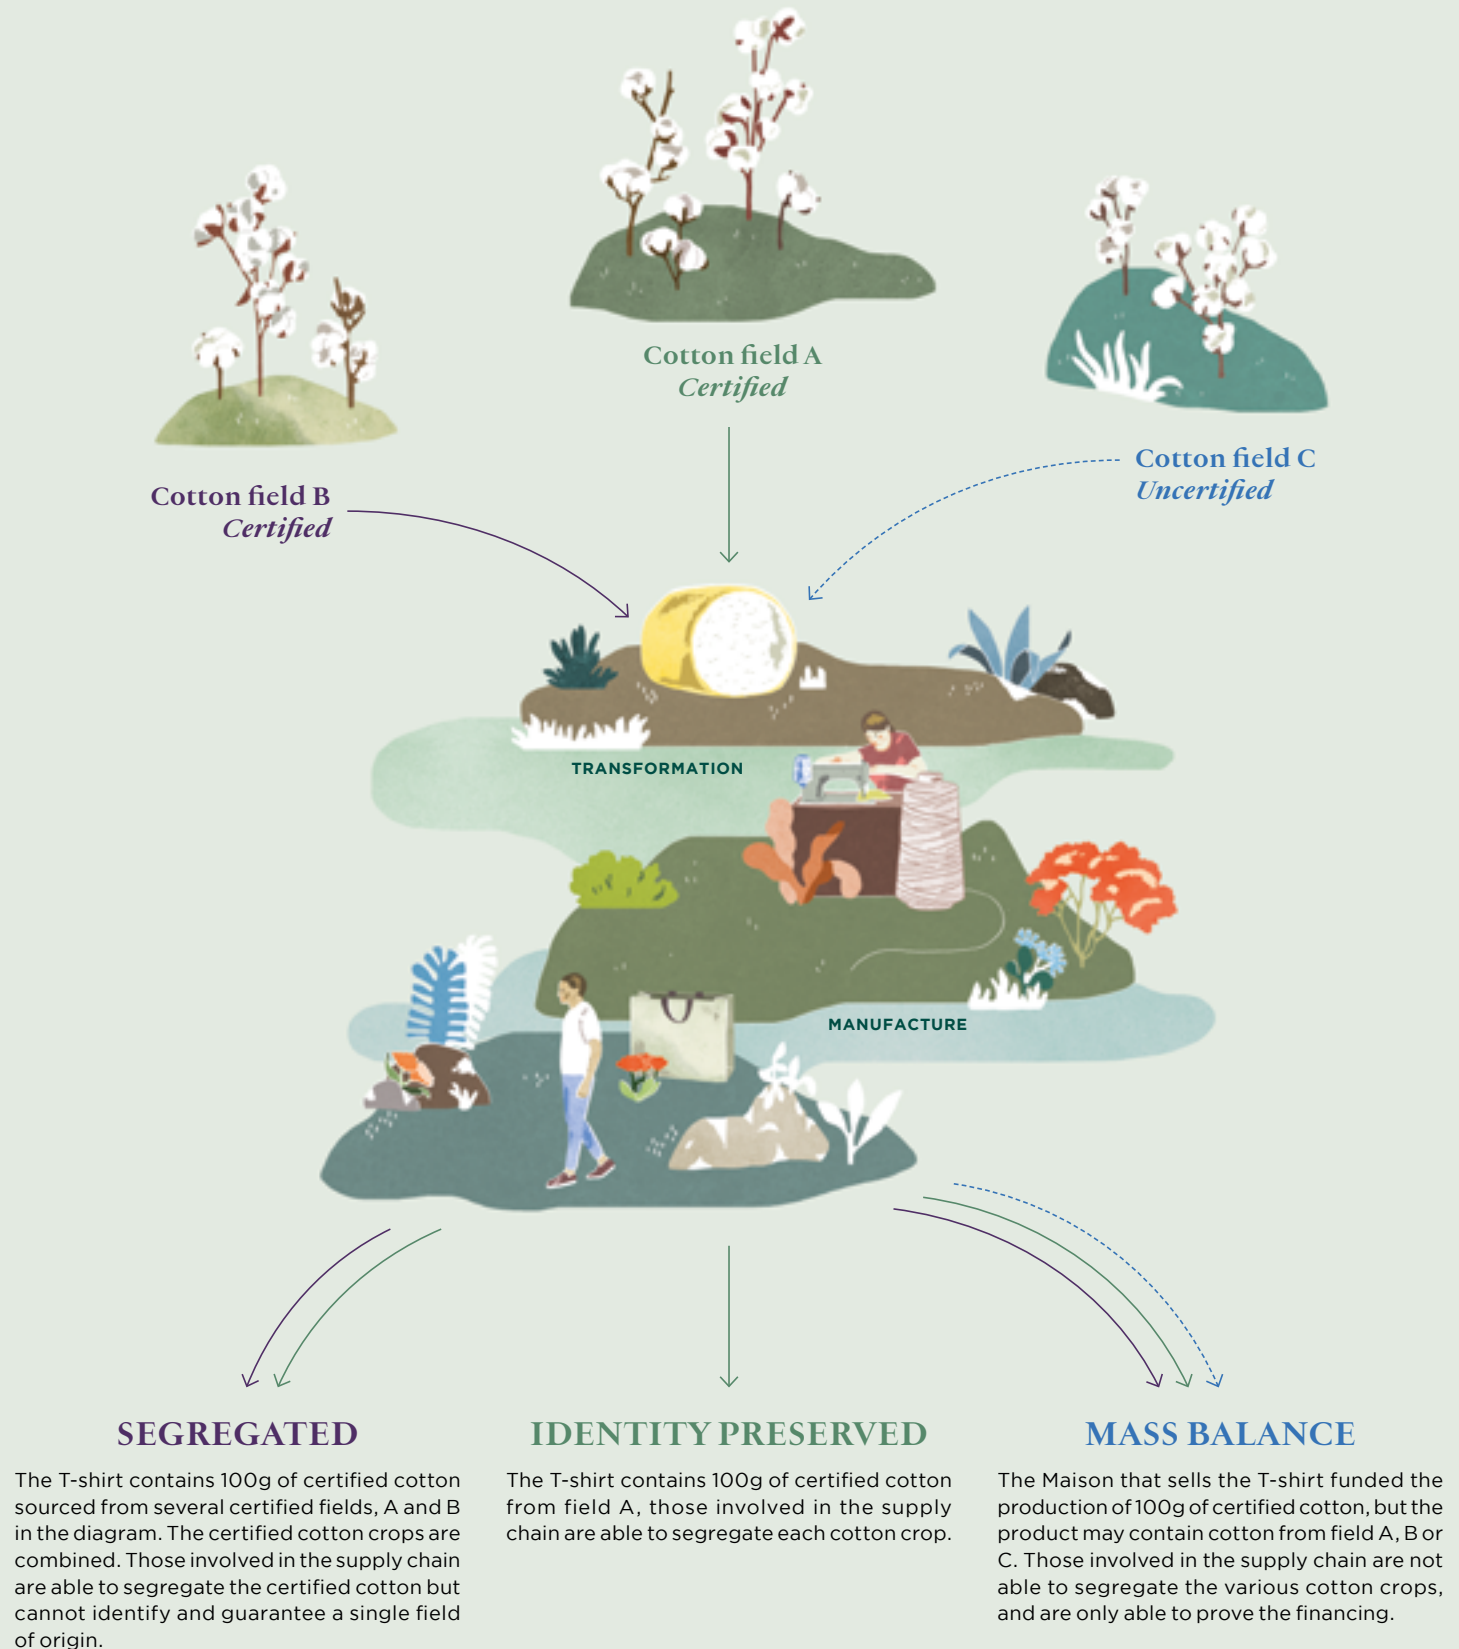 Cotton field A
Certified
Cotton field C
Uncertified
Cotton field B
Certified
TRANSFORMATION
MANUFACTURE
SEGREGATED
The T-shirt contains 100g of certified cotton
sourced from several certified fields, A and B
in the diagram. The certified cotton crops are
combined. Those involved in the supply chain
are able to segregate the certified cotton but
cannot identify and guarantee a single field
of origin.
IDENTITY PRESERVED
The T-shirt contains 100g of certified cotton
from field A, those involved in the supply
chain are able to segregate each cotton crop.
MASS BALANCE
The Maison that sells the T-shirt funded the
production of 100g of certified cotton, but the
product may contain cotton from field A, B or
C. Those involved in the supply chain are not
able to segregate the various cotton crops,
and are only able to prove the financing.